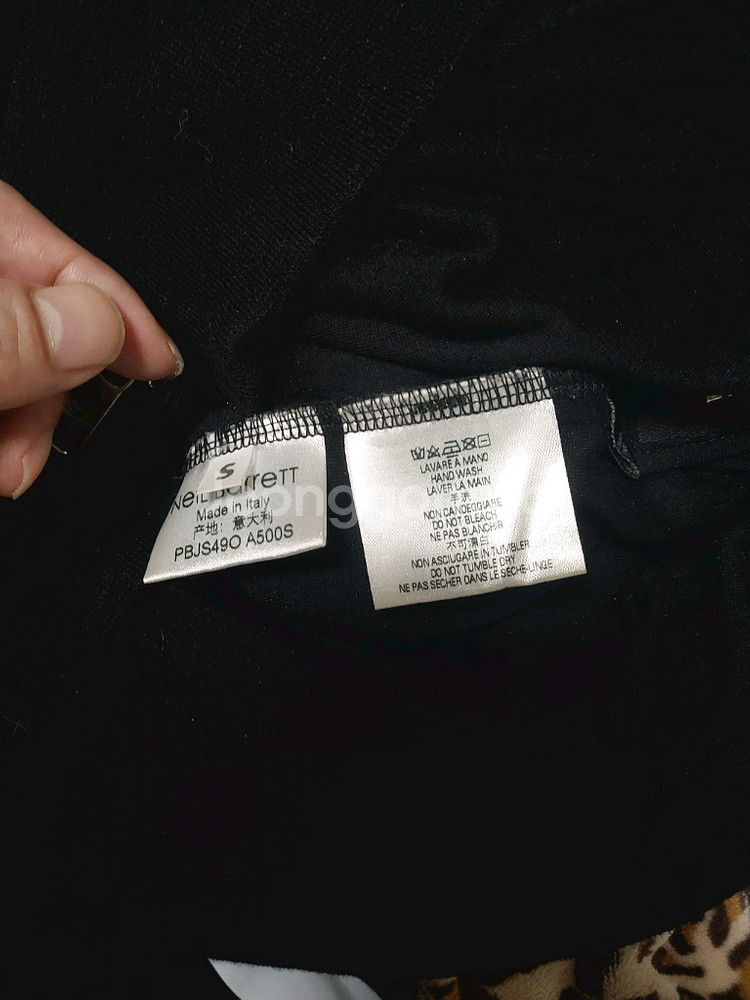 S
NeIL BarreTT
Made in Italy
产地：意大利
PBJS49O A500S
LAVARE A MANO
HAND WASH
LAVER LA MAIN
手洗
NON CANDEGGIARE
DO NOT BLEACH
NE PAS BLANCHIR
不可漂白
NON ASCIUGARE IN TUMBLER
DO NOT TUMBLE DRY
NE PAS SECHER DANS LE SECHE-LINGE